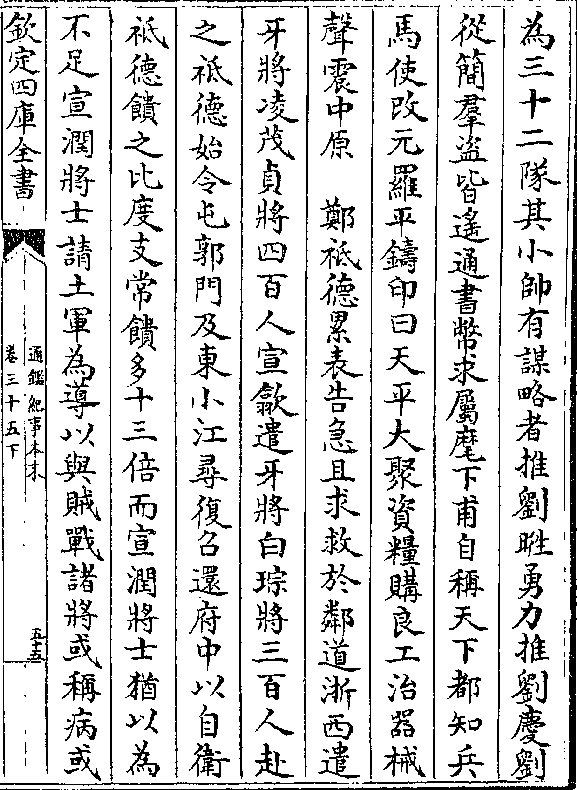 為三十二隊其小帥有謀略者推劉暀勇力推劉慶劉
從簡羣盜皆遥通書幣求屬麾下甫自稱天下都知兵
馬使改元羅平鑄印曰天平大聚資糧購良工治器械
聲震中原　鄭祗德累表告急且求救於鄰道浙西遣
牙將凌茂貞將四百人宣歙遣牙將白琮將三百人赴
之祗德始令屯郭門及東小江尋復召還府中以自衛
祗德饋之比度支常饋多十三倍而宣潤將士猶以為
不足宣潤將士請土軍為導以與賊戰諸將或稱病或
欽定四庫全書
通鑑紀事本末
卷三十五下
五十五